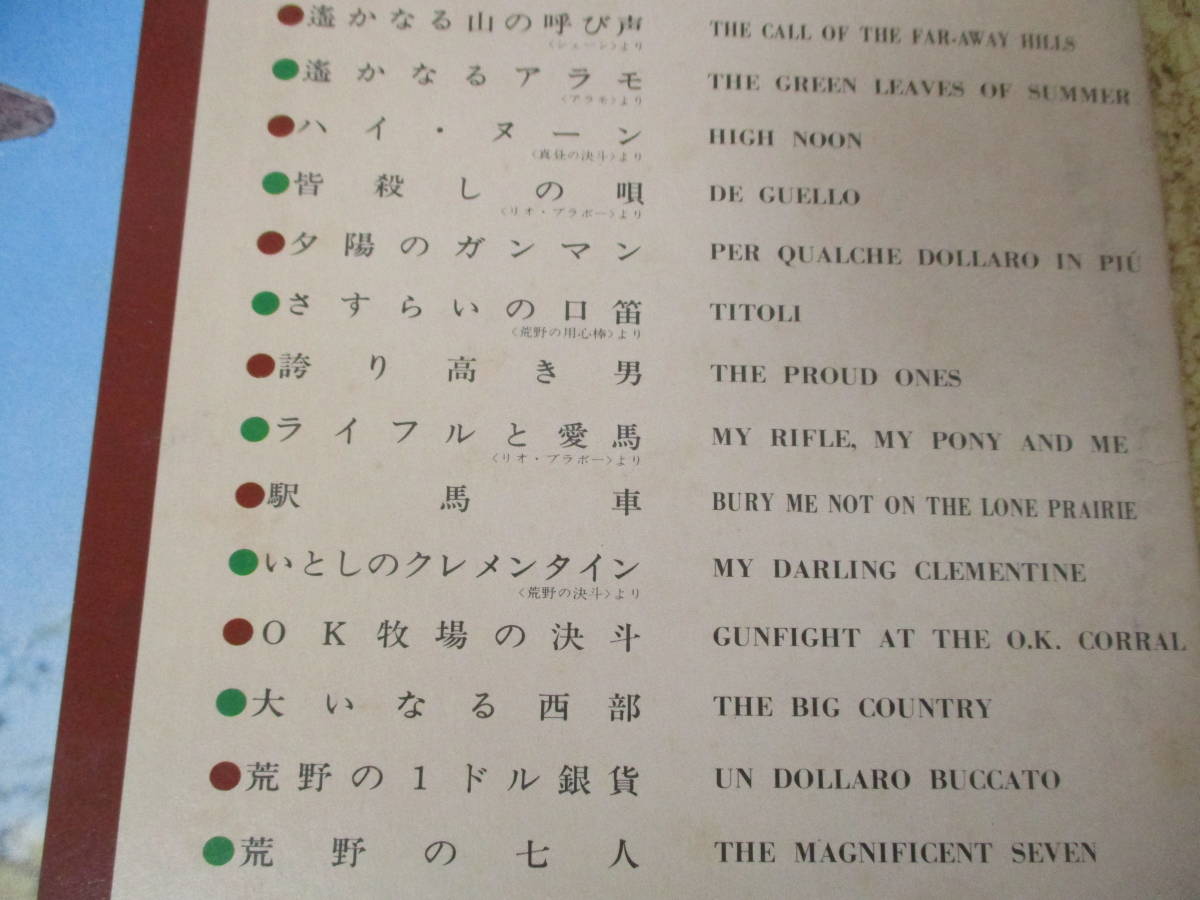 ●遙かなる山の呼び声 THE CALL OF THE FAR-AWAY HILLS
〈シェーン〉より
●遙かなるアラモ THE GREEN LEAVES OF SUMMER
〈アラモ〉より
●ハイ・ヌーン HIGH NOON
〈真昼の決斗〉より
●皆殺しの唄 DE GUELLO
〈リオ・ブラボー〉より
●夕陽のガンマン PER QUALCHE DOLLARO IN PIÚ
●さすらいの口笛 TITOLI
〈荒野の用心棒〉より
●誇り高き男 THE PROUD ONES
●ライフルと愛馬 MY RIFLE, MY PONY AND ME
〈リオ・ブラボー〉より
●駅馬車 BURY ME NOT ON THE LONE PRAIRIE
●いとしのクレメンタイン MY DARLING CLEMENTINE
〈荒野の決斗〉より
●OK牧場の決斗 GUNFIGHT AT THE O.K. CORRAL
●大いなる西部 THE BIG COUNTRY
●荒野の1ドル銀貨 UN DOLLARO BUCCATO
●荒野の七人 THE MAGNIFICENT SEVEN